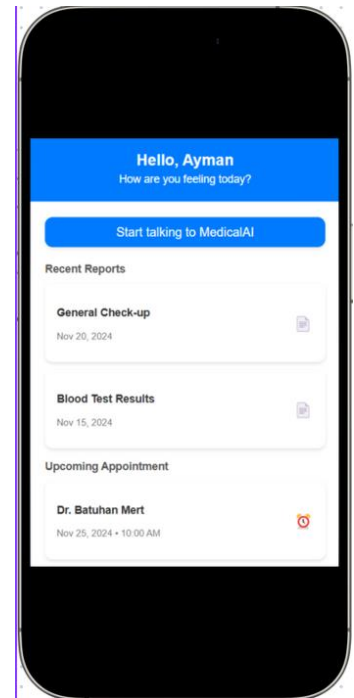 Hello, Ayman
How are you feeling today?
Start talking to MedicalAI
Recent Reports
General Check-up
Nov 20, 2024
Blood Test Results
Nov 15, 2024
Upcoming Appointment
Dr. Batuhan Mert
Nov 25, 2024 • 10:00 AM